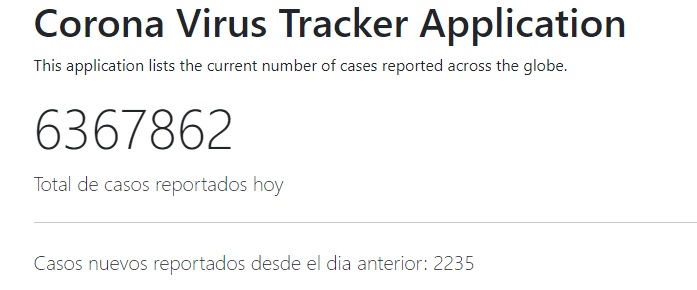 Corona Virus Tracker Application
This application lists the current number of cases reported across the globe.
6367862
Total de casos reportados hoy
Casos nuevos reportados desde el dia anterior: 2235